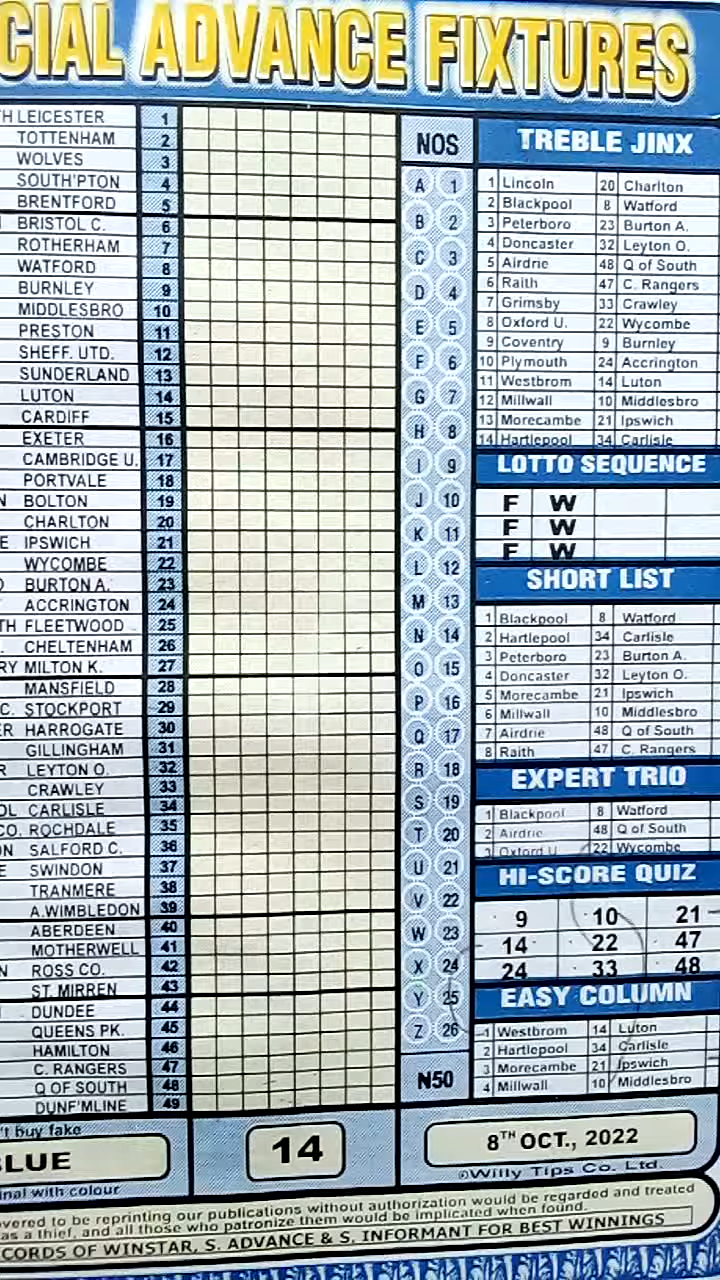 CIAL ADVANCE FIXTURES
H LEICESTER 1
TOTTENHAM 2
WOLVES 3
SOUTH'PTON 4
BRENTFORD 5
BRISTOL C. 6
ROTHERHAM 7
WATFORD 8
BURNLEY 9
MIDDLESBRO 10
PRESTON 11
SHEFF. UTD. 12
SUNDERLAND 13
LUTON 14
CARDIFF 15
EXETER 16
CAMBRIDGE U. 17
PORTVALE 18
N BOLTON 19
CHARLTON 20
E IPSWICH 21
WYCOMBE 22
BURTON A. 23
ACCRINGTON 24
TH FLEETWOOD 25
CHELTENHAM 26
RY MILTON K. 27
MANSFIELD 28
C. STOCKPORT 29
ER HARROGATE 30
GILLINGHAM 31
R LEYTON O. 32
CRAWLEY 33
OL CARLISLE 34
CO. ROCHDALE 35
ON SALFORD C. 36
E SWINDON 37
TRANMERE 38
A.WIMBLEDON 39
ABERDEEN 40
MOTHERWELL 41
N ROSS CO. 42
ST. MIRREN 43
DUNDEE 44
QUEENS PK. 45
HAMILTON 46
C. RANGERS 47
Q OF SOUTH 48
DUNF'MLINE 49
NOS
A 1
B 2
C 3
D 4
E 5
F 6
G 7
H 8
I 9
J 10
K 11
L 12
M 13
N 14
O 15
P 16
Q 17
R 18
S 19
T 20
U 21
V 22
W 23
X 24
Y 25
Z 26
N50
TREBLE JINX
1 Lincoln 20 Charlton
2 Blackpool 8 Watford
3 Peterboro 23 Burton A.
4 Doncaster 32 Leyton O.
5 Airdrie 48 Q of South
6 Raith 47 C. Rangers
7 Grimsby 33 Crawley
8 Oxford U. 22 Wycombe
9 Coventry 9 Burnley
10 Plymouth 24 Accrington
11 Westbrom 14 Luton
12 Millwall 10 Middlesbro
13 Morecambe 21 Ipswich
14 Hartlepool 34 Carlisle
LOTTO SEQUENCE
F W
F W
F W
SHORT LIST
1 Blackpool 8 Watford
2 Hartlepool 34 Carlisle
3 Peterboro 23 Burton A.
4 Doncaster 32 Leyton O.
5 Morecambe 21 Ipswich
6 Millwall 10 Middlesbro
7 Airdrie 48 Q of South
8 Raith 47 C. Rangers
EXPERT TRIO
1 Blackpool 8 Watford
2 Airdrie 48 Q of South
3 Oxford U 22 Wycombe
HI-SCORE QUIZ
9 10 21
14 22 47
24 33 48
EASY COLUMN
1 Westbrom 14 Luton
2 Hartlepool 34 Carlisle
3 Morecambe 21 Ipswich
4 Millwall 10 Middlesbro
't buy fake
BLUE
inal with colour
14
8TH OCT., 2022
©Willy Tips Co. Ltd.
overed to be reprinting our publications without authorization would be regarded and treated
as a thief, and all those who patronize them would be implicated when found.
CORDS OF WINSTAR, S. ADVANCE & S. INFORMANT FOR BEST WINNINGS